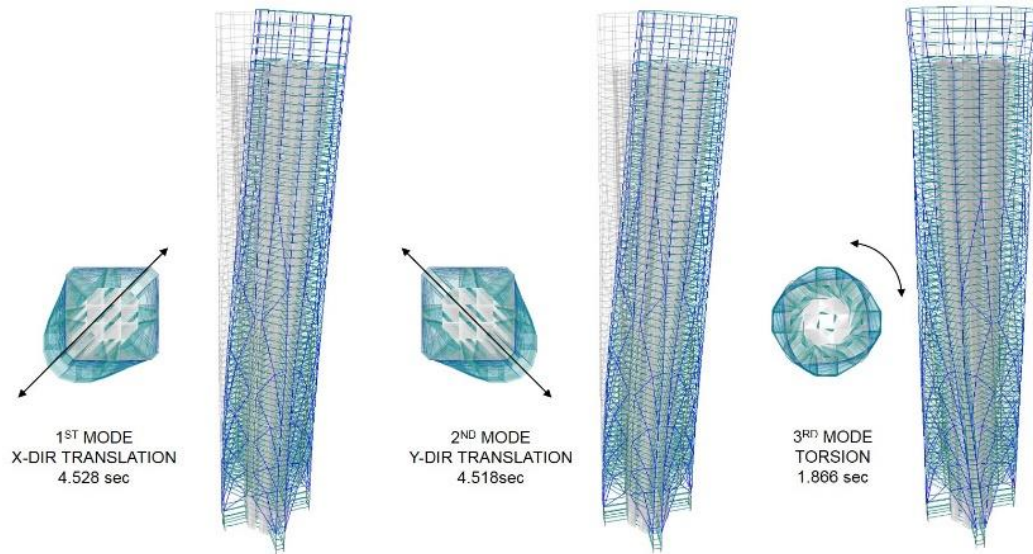 1ST MODE
X-DIR TRANSLATION
4.528 sec
2ND MODE
Y-DIR TRANSLATION
4.518sec
3RD MODE
TORSION
1.866 sec